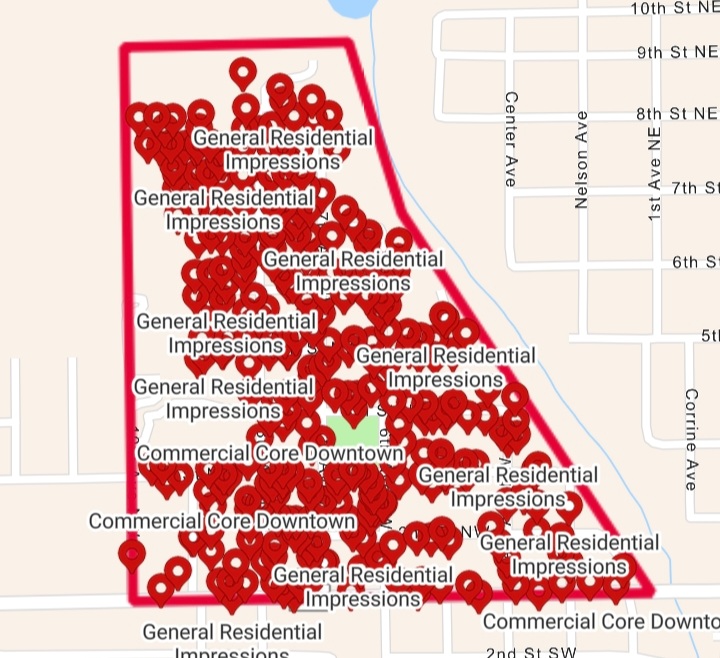 10th St NE
9th St NE
8th St NE
Center Ave
Nelson Ave
1st Ave NE
General Residential
Impressions
7th St
General Residential
Impressions
General Residential
Impressions
6th S
General Residential
Impressions
5th
General Residential
Impressions
General Residential
Impressions
Corrine Ave
Commercial Core Downtown
General Residential
Impressions
Commercial Core Downtown
General Residential
Impressions
General Residential
Impressions
Commercial Core Downto
General Residential
Impressions
2nd St SW